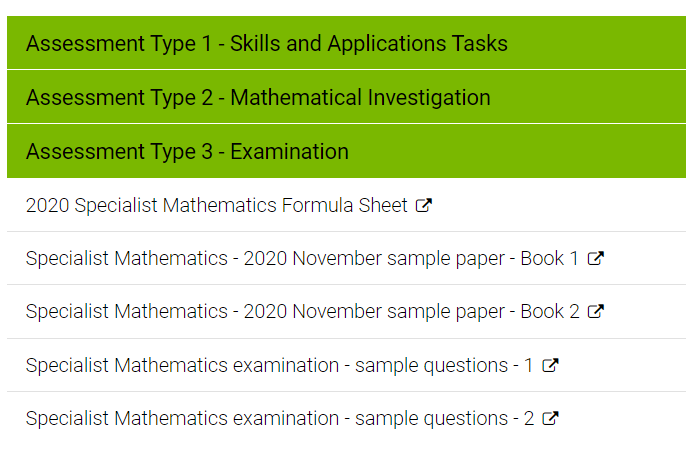 Assessment Type 1 - Skills and Applications Tasks
Assessment Type 2 - Mathematical Investigation
Assessment Type 3 - Examination
2020 Specialist Mathematics Formula Sheet
Specialist Mathematics - 2020 November sample paper - Book 1
Specialist Mathematics - 2020 November sample paper - Book 2
Specialist Mathematics examination - sample questions - 1
Specialist Mathematics examination - sample questions - 2